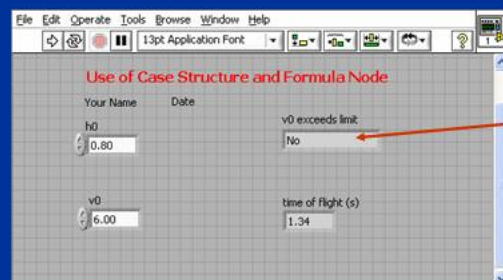 File Edit Operate Tools Browse Window Help
13pt Application Font
?
1
Use of Case Structure and Formula Node
Your Name Date
h0
0.80
v0 exceeds limit
No
v0
6.00
time of flight (s)
1.34